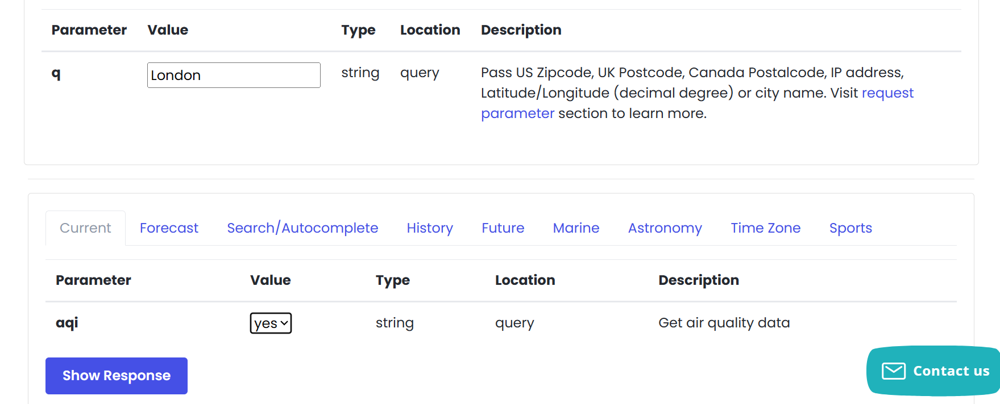 Parameter Value Type Location Description
q London string query Pass US Zipcode, UK Postcode, Canada Postalcode, IP address,
Latitude/Longitude (decimal degree) or city name. Visit request
parameter section to learn more.
Current Forecast Search/Autocomplete History Future Marine Astronomy Time Zone Sports
Parameter Value Type Location Description
aqi yes string query Get air quality data
Show Response
Contact us